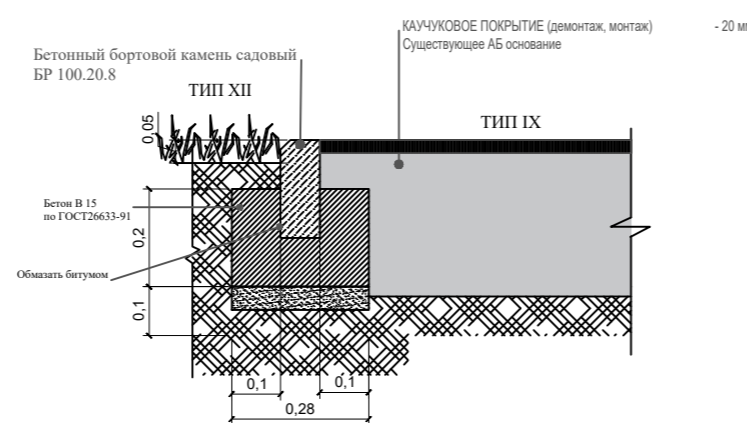 КАУЧУКОВОЕ ПОКРЫТИЕ (демонтаж, монтаж) - 20 мм
Существующее АБ основание
Бетонный бортовой камень садовый
БР 100.20.8
ТИП XII
ТИП IX
0,05
Бетон В 15
по ГОСТ26633-91
0,2
Обмазать битумом
0,1
0,1
0,1
0,28